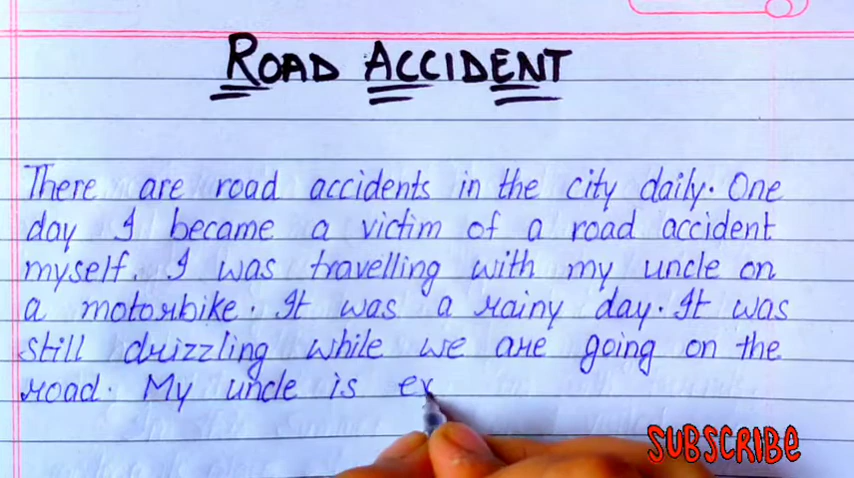 ROAD ACCIDENT
There are road accidents in the city daily. One
day I became a victim of a road accident
myself. I was travelling with my uncle on
a motorbike. It was a rainy day. It was
still drizzling while we are going on the
road. My uncle is ex
SUBSCRIBE